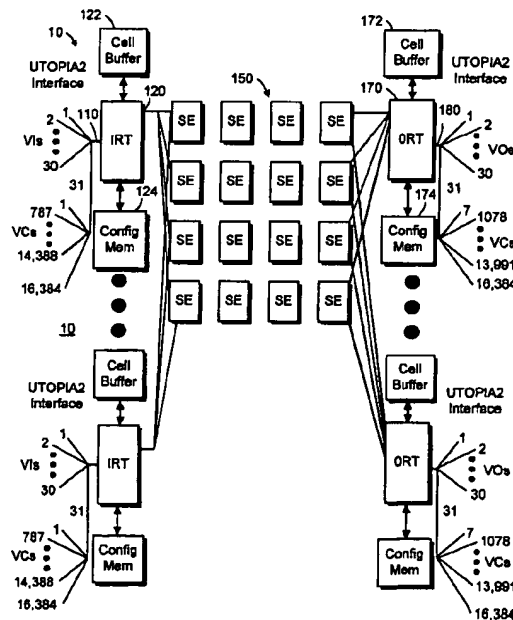 122
10
Cell
Buffer
UTOPIA2
Interface
120
110
1
2
VIs
30
IRT
31
124
1
787
VCs
14,388
16,384
Config
Mem
150
SE SE SE SE
SE SE SE SE
SE SE SE SE
SE SE SE SE
172
Cell
Buffer
UTOPIA2
Interface
170
180
1
2
VOs
30
0RT
31
174
7
1078
VCs
13,991
16,384
Config
Mem
10
Cell
Buffer
UTOPIA2
Interface
1
2
VIs
30
IRT
31
1
787
VCs
14,388
16,384
Config
Mem
Cell
Buffer
UTOPIA2
Interface
1
2
VOs
30
0RT
31
7
1078
VCs
13,991
16,384
Config
Mem